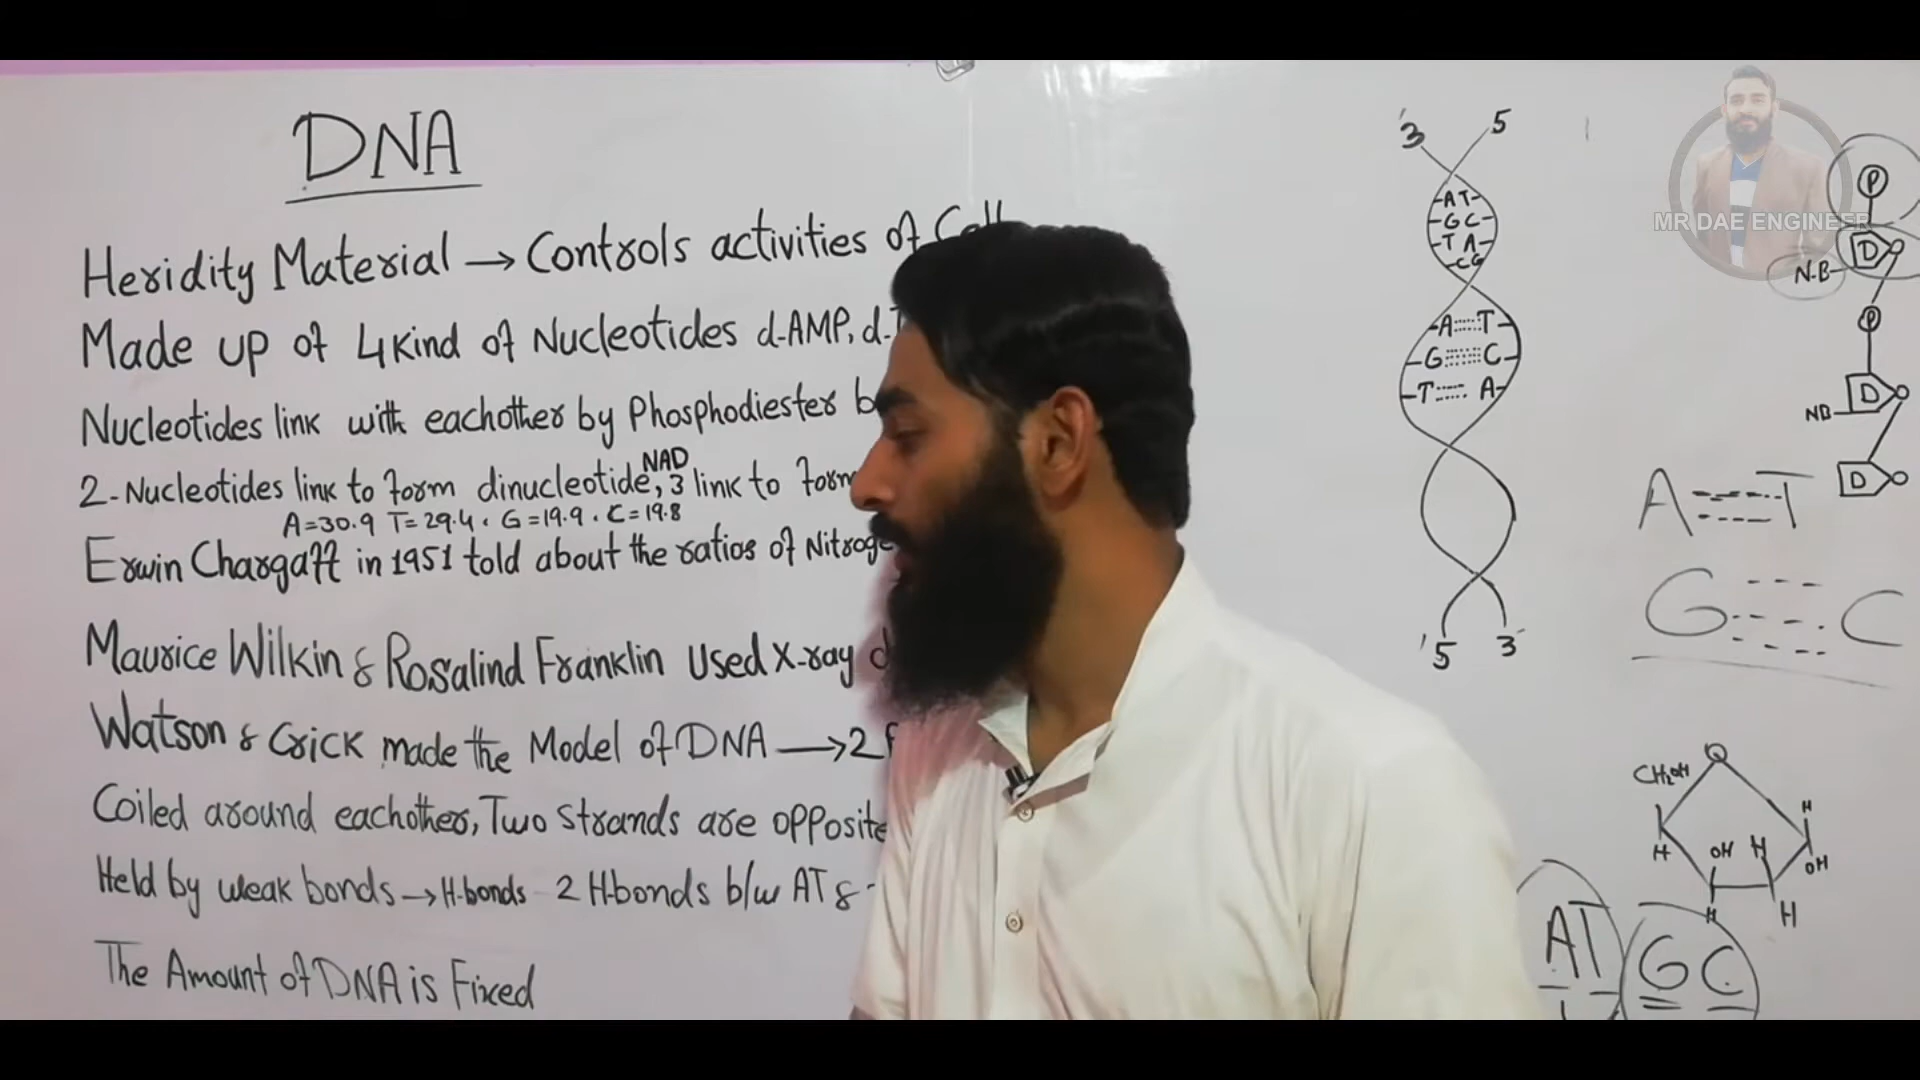 DNA
Heridity Material → Controls activities of Cell
Made up of 4 Kind of Nucleotides d-AMP, d-
Nucleotides link with eachother by Phosphodiester b
NAD
2-Nucleotides link to form dinucleotide, 3 link to form
A=30.9 T=29.4, G=19.9, C=19.8
Erwin Chargaff in 1951 told about the ratios of Nitroge
Maurice Wilkin & Rosalind Franklin Used X-ray d
Watson & Crick made the Model of DNA → 2
Coiled around eachother, Two strands are opposite
Held by weak bonds → H-bonds 2 H-bonds b/w AT &
The Amount of DNA is Fixed
'3 5
A T
G C
T A
C G
A T
G C
T A
'5 3'
MR DAE ENGINEER
P
D
N.B
P
D
NB
D
A T
G C
O
CH₂OH
H
H
OH H
OH
H
H
AT
G C